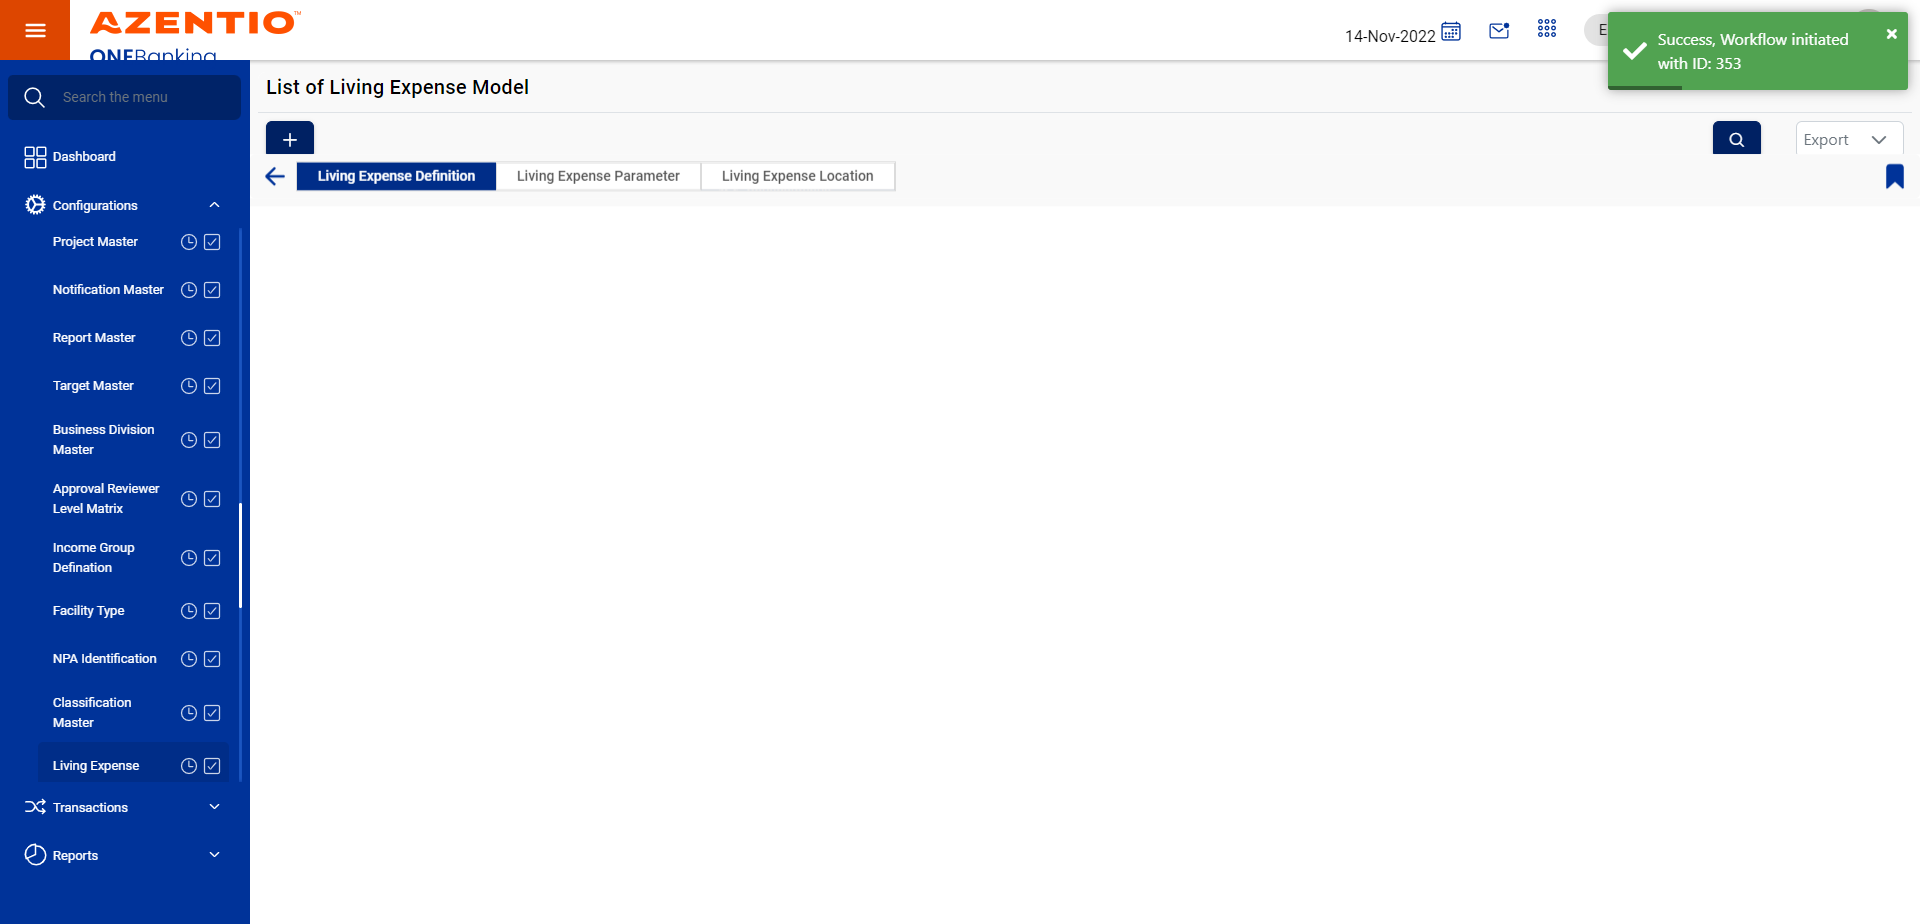 AZENTIO™
ONEBanking
14-Nov-2022
E
Success, Workflow initiated
with ID: 353
Search the menu
Dashboard
Configurations
Project Master
Notification Master
Report Master
Target Master
Business Division
Master
Approval Reviewer
Level Matrix
Income Group
Defination
Facility Type
NPA Identification
Classification
Master
Living Expense
Transactions
Reports
List of Living Expense Model
Export
Living Expense Definition
Living Expense Parameter
Living Expense Location